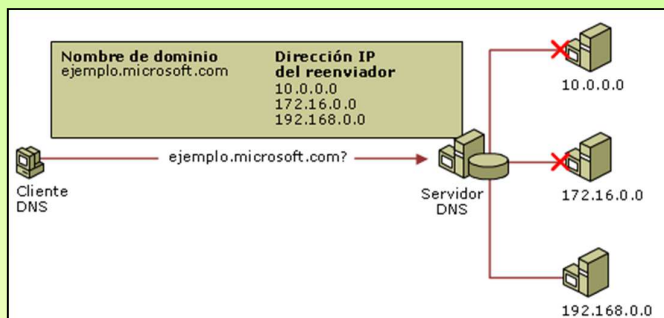 Nombre de dominio
ejemplo.microsoft.com
Dirección IP
del reenviador
10.0.0.0
172.16.0.0
192.168.0.0
ejemplo.microsoft.com?
Cliente
DNS
Servidor
DNS
10.0.0.0
172.16.0.0
192.168.0.0